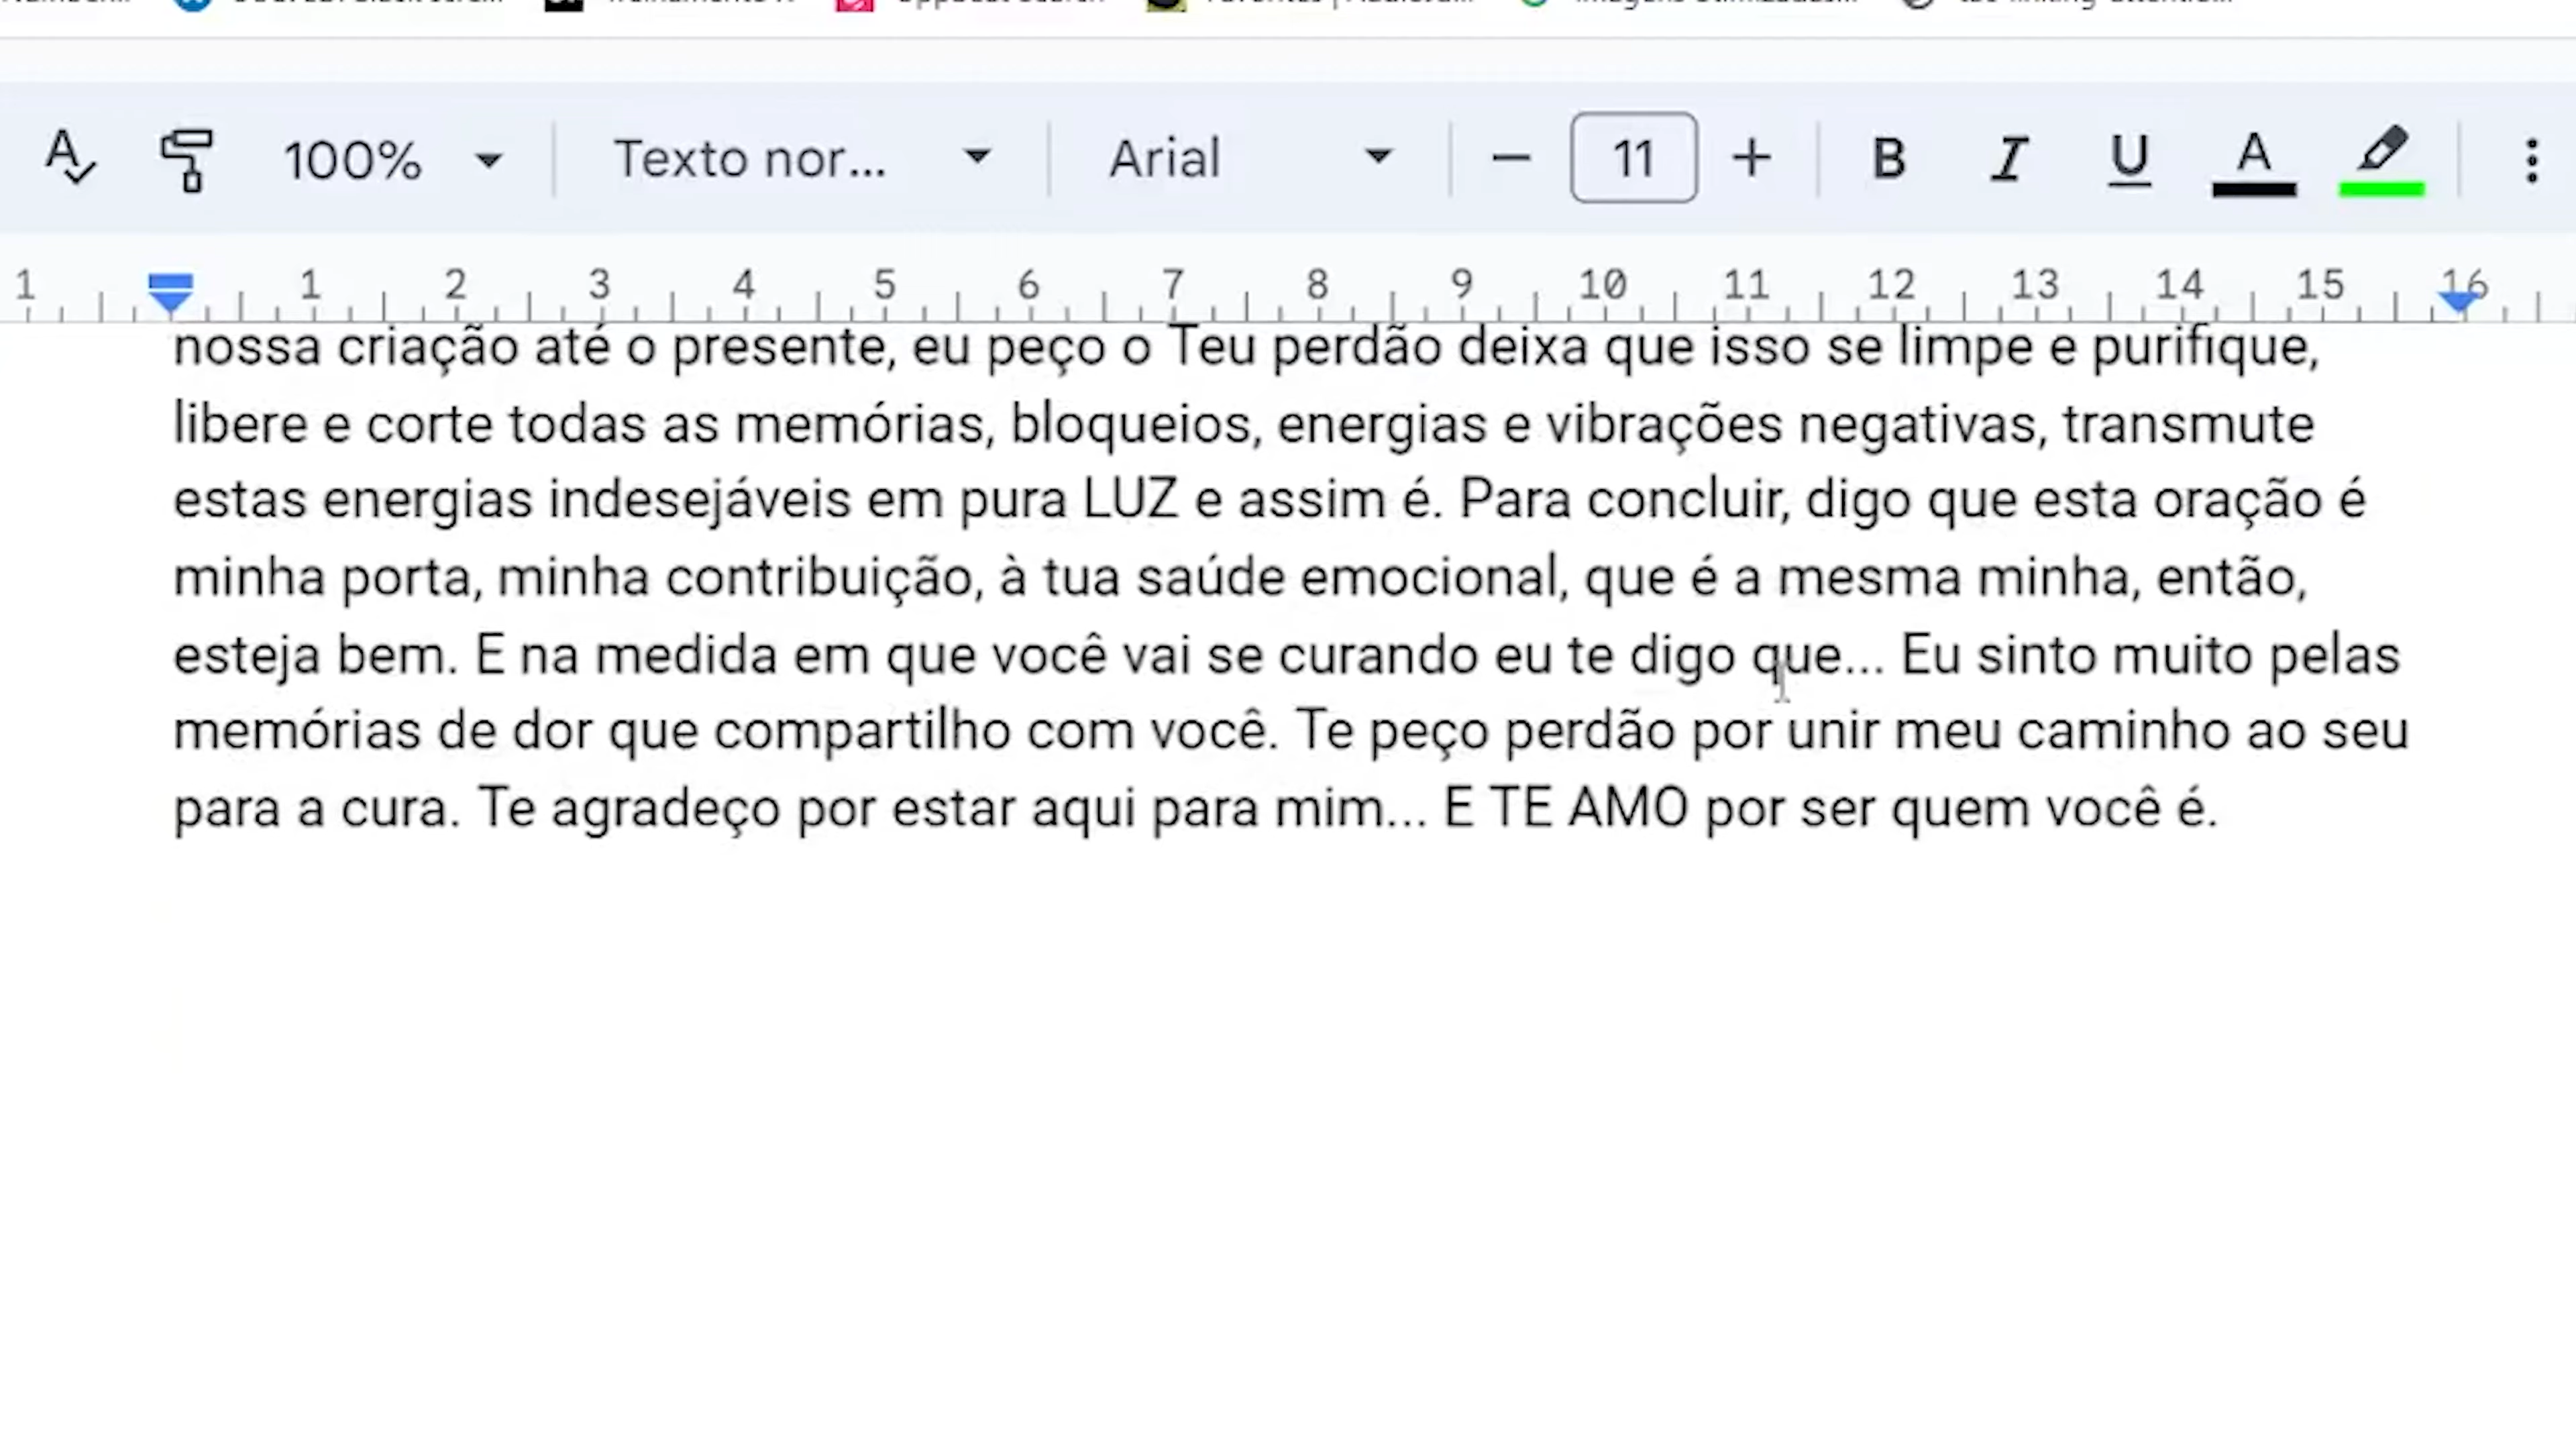 100% Texto nor... Arial − 11 + B I U A
1 1 2 3 4 5 6 7 8 9 10 11 12 13 14 15 16
nossa criação até o presente, eu peço o Teu perdão deixa que isso se limpe e purifique,
libere e corte todas as memórias, bloqueios, energias e vibrações negativas, transmute
estas energias indesejáveis em pura LUZ e assim é. Para concluir, digo que esta oração é
minha porta, minha contribuição, à tua saúde emocional, que é a mesma minha, então,
esteja bem. E na medida em que você vai se curando eu te digo que... Eu sinto muito pelas
memórias de dor que compartilho com você. Te peço perdão por unir meu caminho ao seu
para a cura. Te agradeço por estar aqui para mim... E TE AMO por ser quem você é.